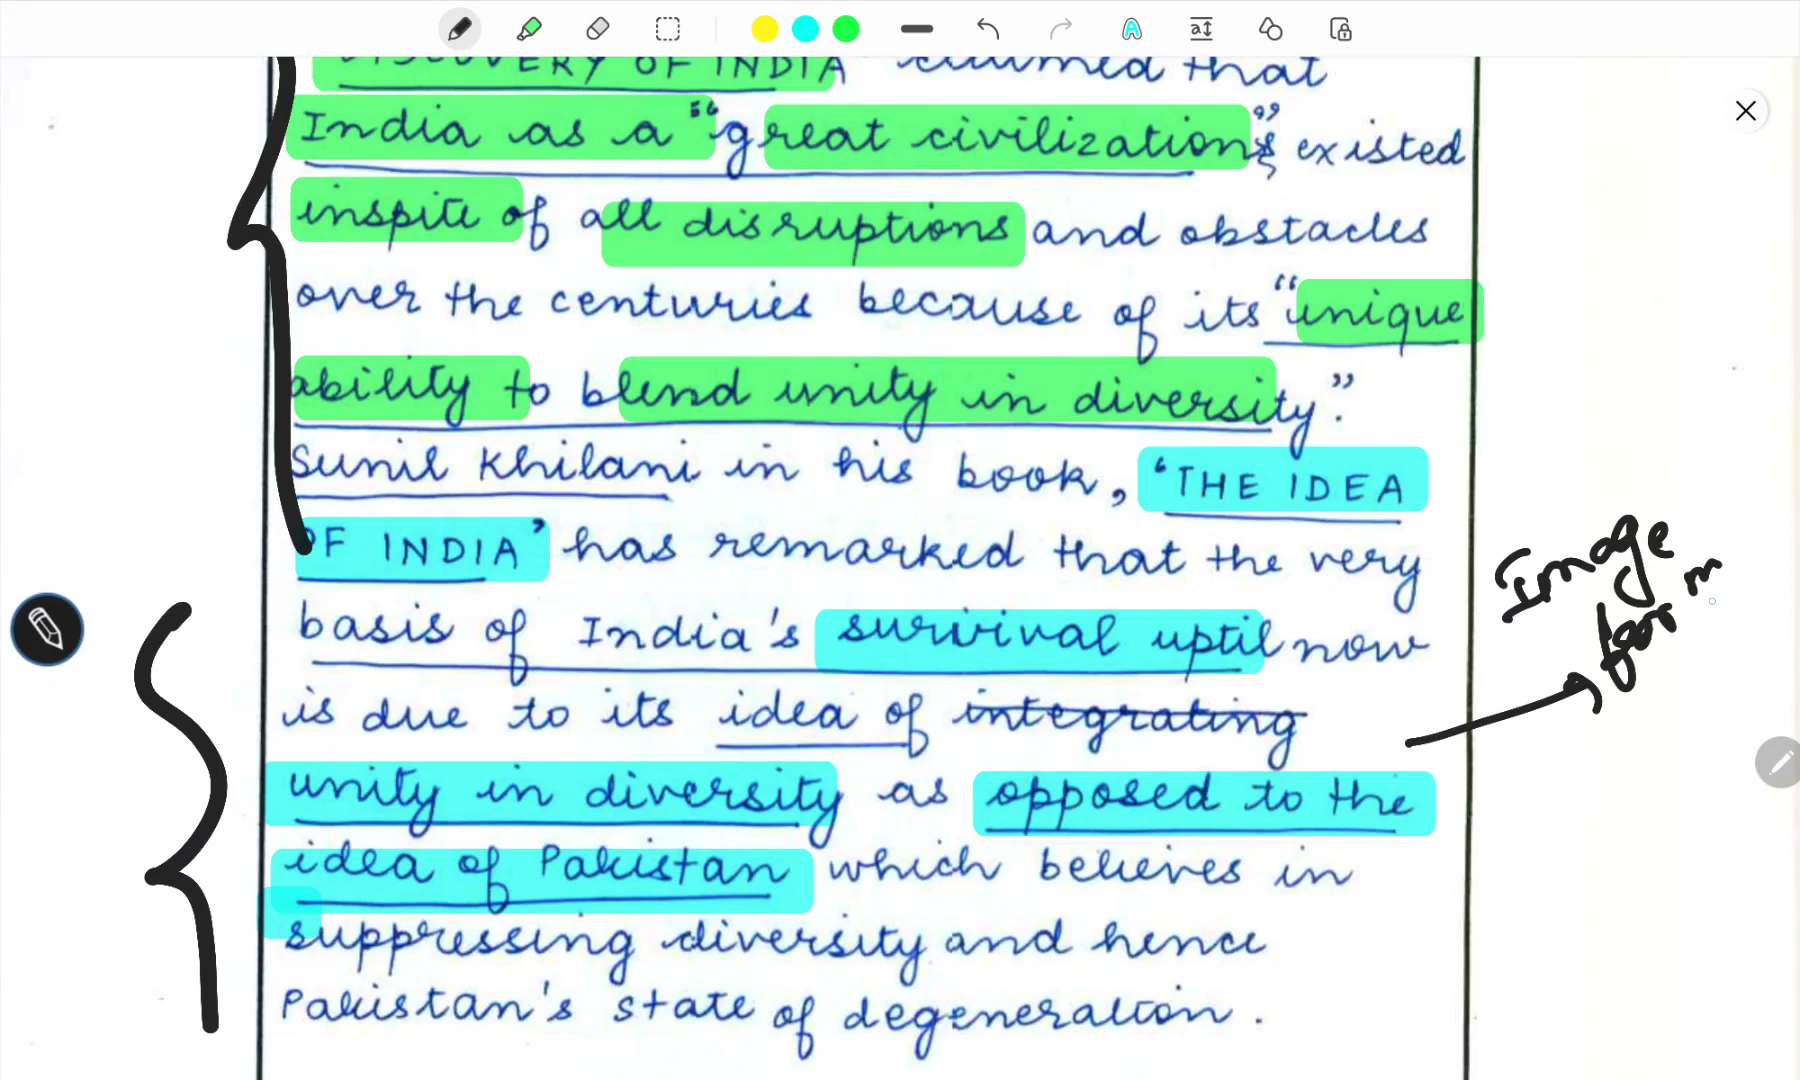 DISCOVERY OF INDIA claimed that
India as a "great civilization" existed
inspite of all disruptions and obstacles
over the centuries because of its "unique
ability to blend unity in diversity."
Sunil Khilani in his book, 'THE IDEA
OF INDIA' has remarked that the very
basis of India's survival uptil now
is due to its idea of integrating
unity in diversity as opposed to the
idea of Pakistan which believes in
suppressing diversity and hence
Pakistan's state of degeneration.
Image
form